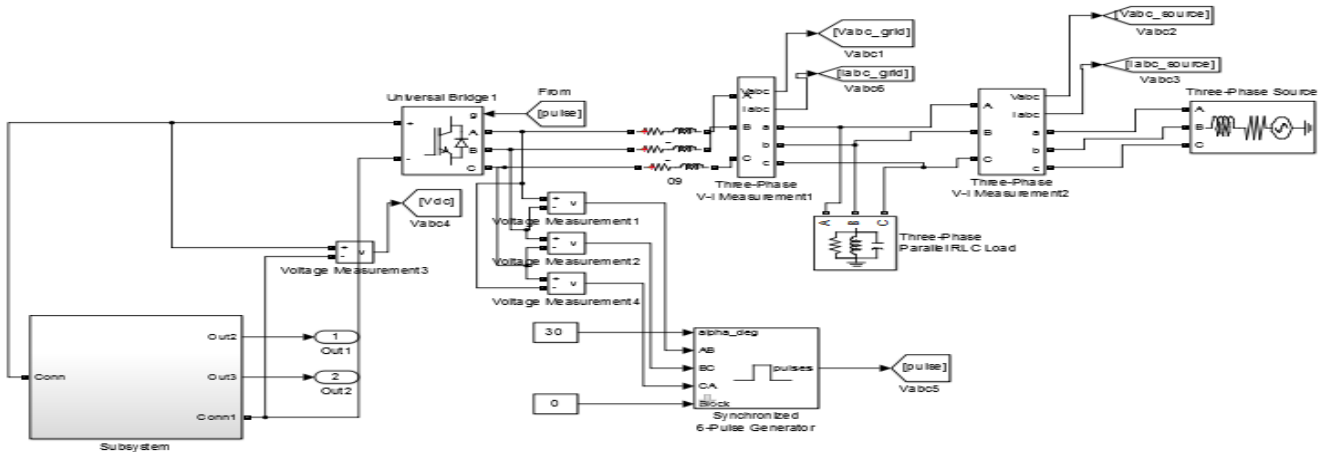 [Vabc_source]
Vabc2
[Vabc_grid]
Vabc1
[Iabc_source]
Vabc3
[Iabc_grid]
Vabc6
From
[pulse]
Universal Bridge1
g
+
-
A
B
C
A
B
C
Vabc
Iabc
a
b
c
Three-Phase
V-I Measurement1
A
B
C
Vabc
Iabc
a
b
c
Three-Phase
V-I Measurement2
Three-Phase Source
A
B
C
09
[Vdc]
Vabc4
+
-
v
Voltage Measurement1
+
-
v
Voltage Measurement2
+
-
v
Voltage Measurement3
+
-
v
Voltage Measurement4
A
B
C
Three-Phase
Parallel RLC Load
Conn
Out2
Out3
Conn1
Subsystem
1
Out1
2
Out2
30
0
alpha_deg
AB
BC
CA
Block
pulses
Synchronized
6-Pulse Generator
[pulse]
Vabc5